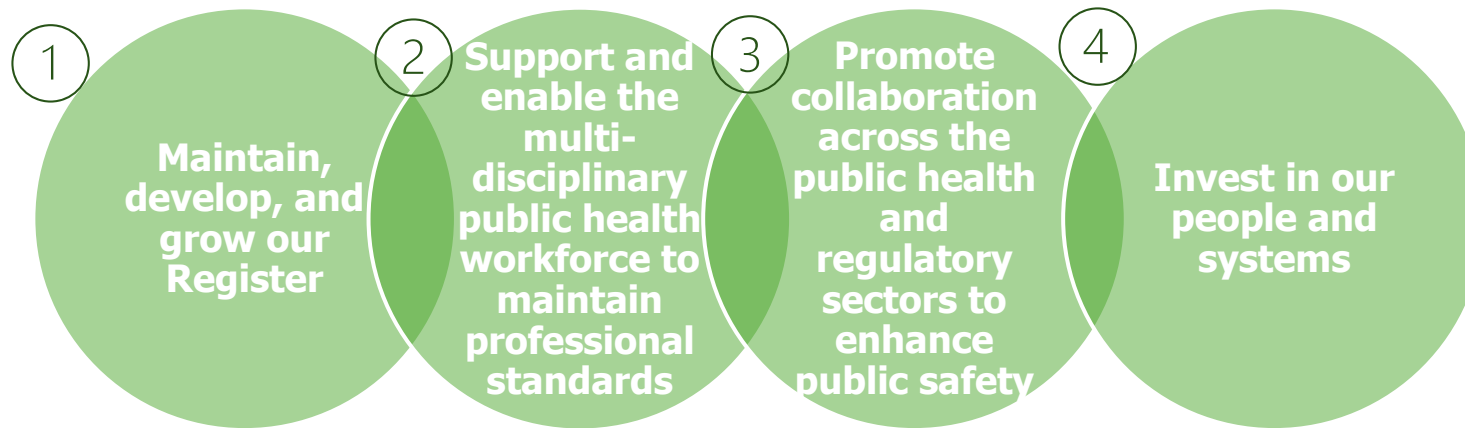 1
Maintain,
develop, and
grow our
Register
2
Support and
enable the
multi-
disciplinary
public health
workforce to
maintain
professional
standards
3
Promote
collaboration
across the
public health
and
regulatory
sectors to
enhance
public safety
4
Invest in our
people and
systems